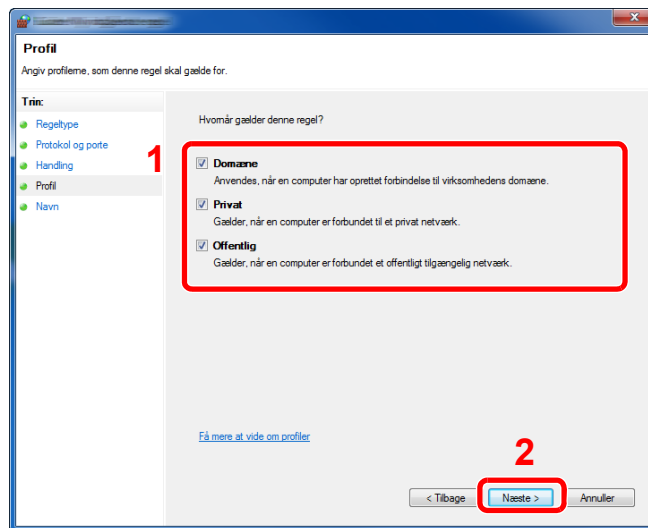 Profil
Angiv profilerne, som denne regel skal gælde for.
Trin:
Regeltype
Protokol og porte
Handling
Profil
Navn
Hvornår gælder denne regel?
1
Domæne
Anvendes, når en computer har oprettet forbindelse til virksomhedens domæne.
Privat
Gælder, når en computer er forbundet til et privat netværk.
Offentlig
Gælder, når en computer er forbundet et offentligt tilgængelig netværk.
Få mere at vide om profiler
2
< Tilbage
Næste >
Annuller